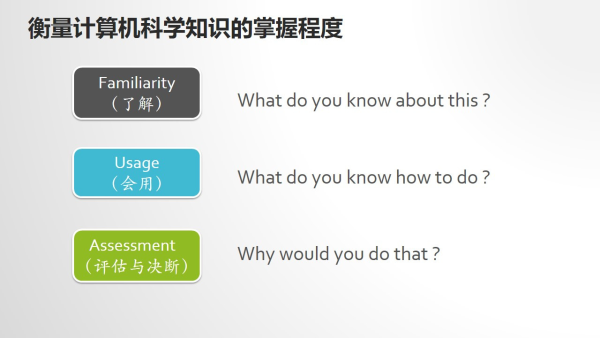 衡量计算机科学知识的掌握程度
Familiarity
（了解）
What do you know about this？
Usage
（会用）
What do you know how to do？
Assessment
（评估与决断）
Why would you do that？